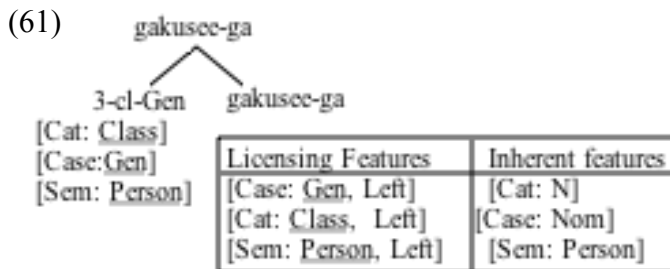 (61)
gakusee-ga
3-cl-Gen gakusee-ga
[Cat: Class]
[Case:Gen]
[Sem: Person]
Licensing Features Inherent features
[Case: Gen, Left] [Cat: N]
[Cat: Class, Left] [Case: Nom]
[Sem: Person, Left] [Sem: Person]